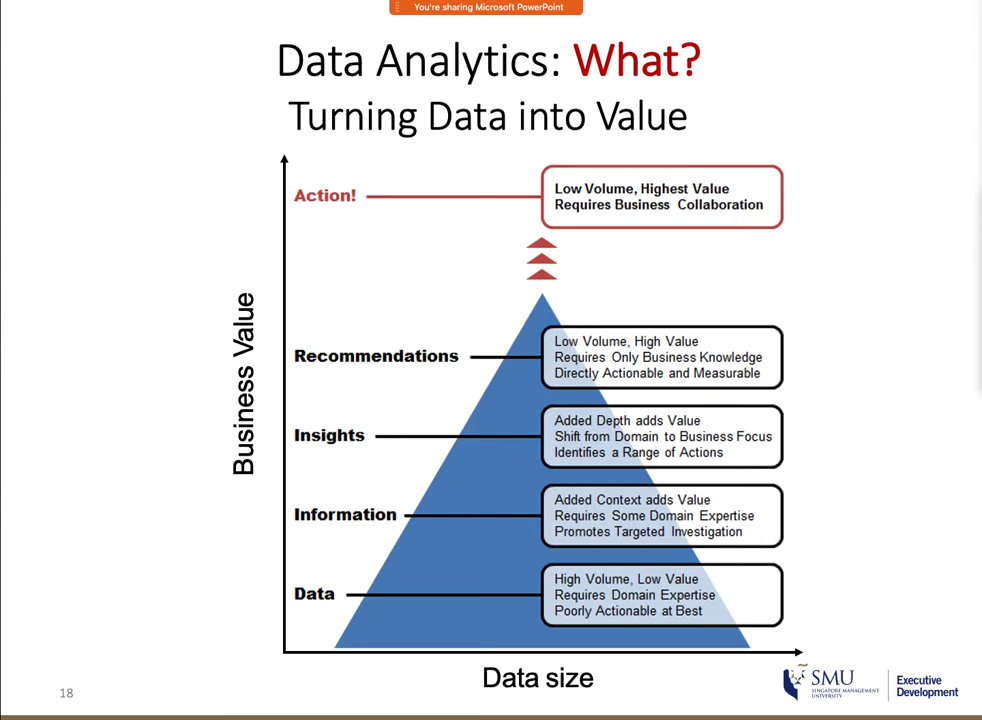 You're sharing Microsoft PowerPoint
Data Analytics: What?
Turning Data into Value
Business Value
Action!
Low Volume, Highest Value
Requires Business Collaboration
Recommendations
Low Volume, High Value
Requires Only Business Knowledge
Directly Actionable and Measurable
Insights
Added Depth adds Value
Shift from Domain to Business Focus
Identifies a Range of Actions
Information
Added Context adds Value
Requires Some Domain Expertise
Promotes Targeted Investigation
Data
High Volume, Low Value
Requires Domain Expertise
Poorly Actionable at Best
Data size
18
SMU
SINGAPORE MANAGEMENT
UNIVERSITY
Executive
Development